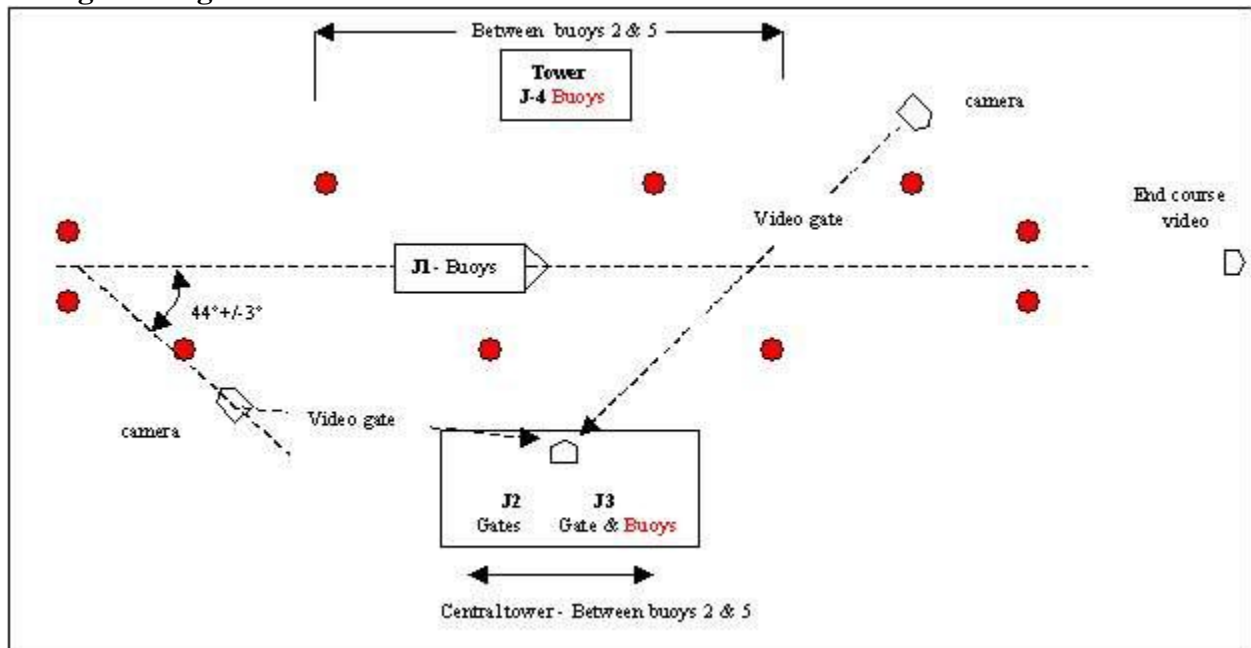 Between buoys 2 & 5
Tower
J-4 Buoys
camera
End course
video
Video gate
J1 - Buoys
44°+/-3°
camera
Video gate
J2
J3
Gates
Gate & Buoys
Central tower - Between buoys 2 & 5